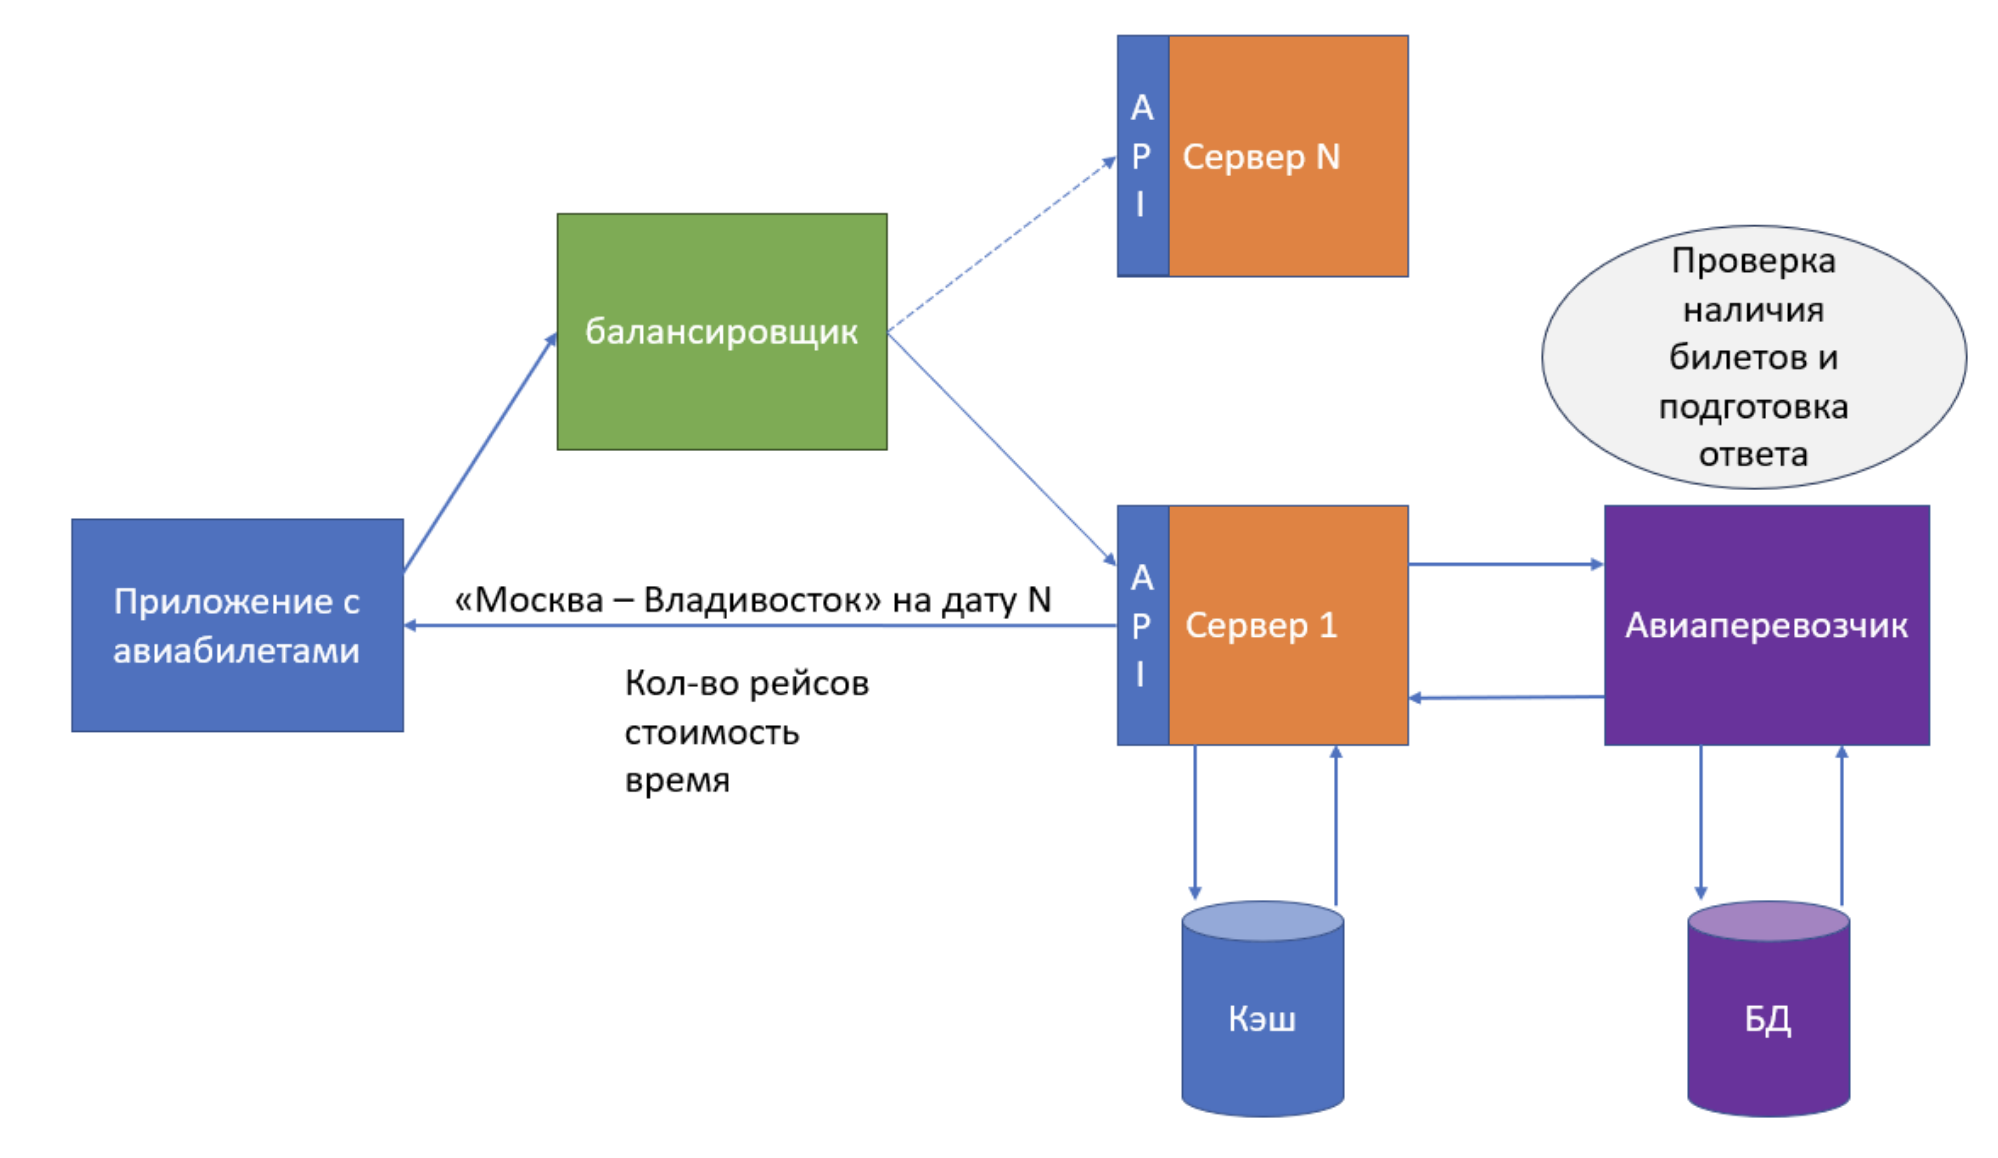 A
P
I
Сервер N
балансировщик
Проверка
наличия
билетов и
подготовка
ответа
Приложение с
авиабилетами
«Москва – Владивосток» на дату N
Кол-во рейсов
стоимость
время
A
P
I
Сервер 1
Авиаперевозчик
Кэш
БД